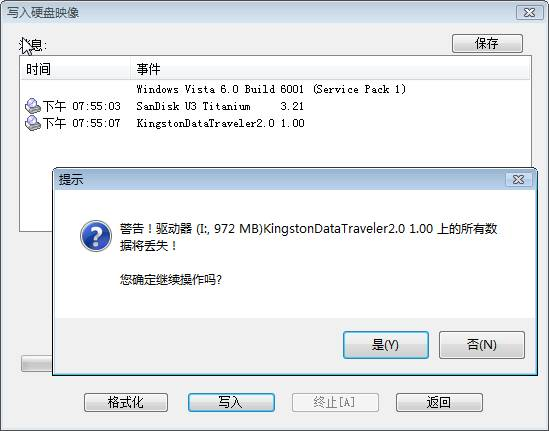 写入硬盘映像
消息:
保存
时间 事件
Windows Vista 6.0 Build 6001 (Service Pack 1)
下午 07:55:03 SanDisk U3 Titanium 3.21
下午 07:55:07 KingstonDataTraveler2.0 1.00
提示
警告！驱动器 (I:, 972 MB)KingstonDataTraveler2.0 1.00 上的所有数
据将丢失！
您确定继续操作吗?
是(Y) 否(N)
格式化 写入 终止[A] 返回